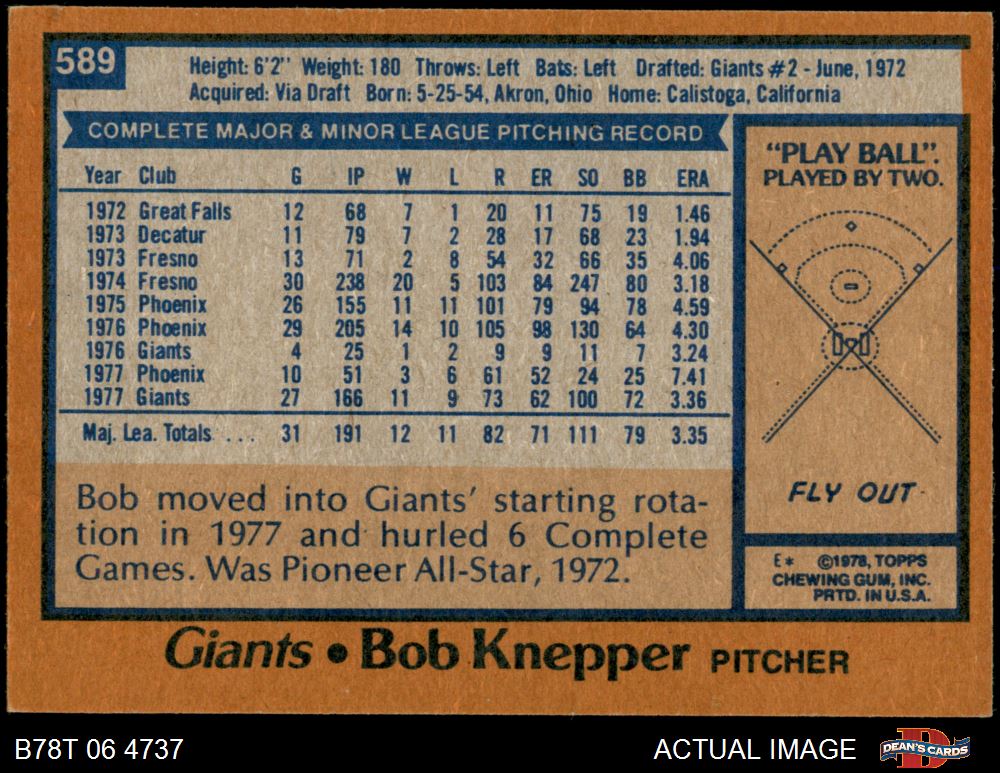 589
Height: 6'2" Weight: 180 Throws: Left Bats: Left Drafted: Giants #2 - June, 1972
Acquired: Via Draft Born: 5-25-54, Akron, Ohio Home: Calistoga, California
COMPLETE MAJOR & MINOR LEAGUE PITCHING RECORD
Year Club G IP W L R ER SO BB ERA
1972 Great Falls 12 68 7 1 20 11 75 19 1.46
1973 Decatur 11 79 7 2 28 17 68 23 1.94
1973 Fresno 13 71 2 8 54 32 66 35 4.06
1974 Fresno 30 238 20 5 103 84 247 80 3.18
1975 Phoenix 26 155 11 11 101 79 94 78 4.59
1976 Phoenix 29 205 14 10 105 98 130 64 4.30
1976 Giants 4 25 1 2 9 9 11 7 3.24
1977 Phoenix 10 51 3 6 61 52 24 25 7.41
1977 Giants 27 166 11 9 73 62 100 72 3.36
Maj. Lea. Totals ... 31 191 12 11 82 71 111 79 3.35
Bob moved into Giants' starting rota-
tion in 1977 and hurled 6 Complete
Games. Was Pioneer All-Star, 1972.
"PLAY BALL".
PLAYED BY TWO.
FLY OUT
E* ©1978, TOPPS
CHEWING GUM, INC.
PRTD. IN U.S.A.
Giants • Bob Knepper PITCHER
B78T 06 4737
ACTUAL IMAGE
DEAN'S CARDS